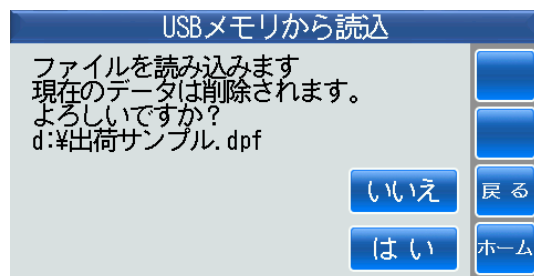 USBメモリから読込
ファイルを読み込みます
現在のデータは削除されます。
よろしいですか?
d:¥出荷サンプル.dpf
いいえ
戻る
はい
ホーム